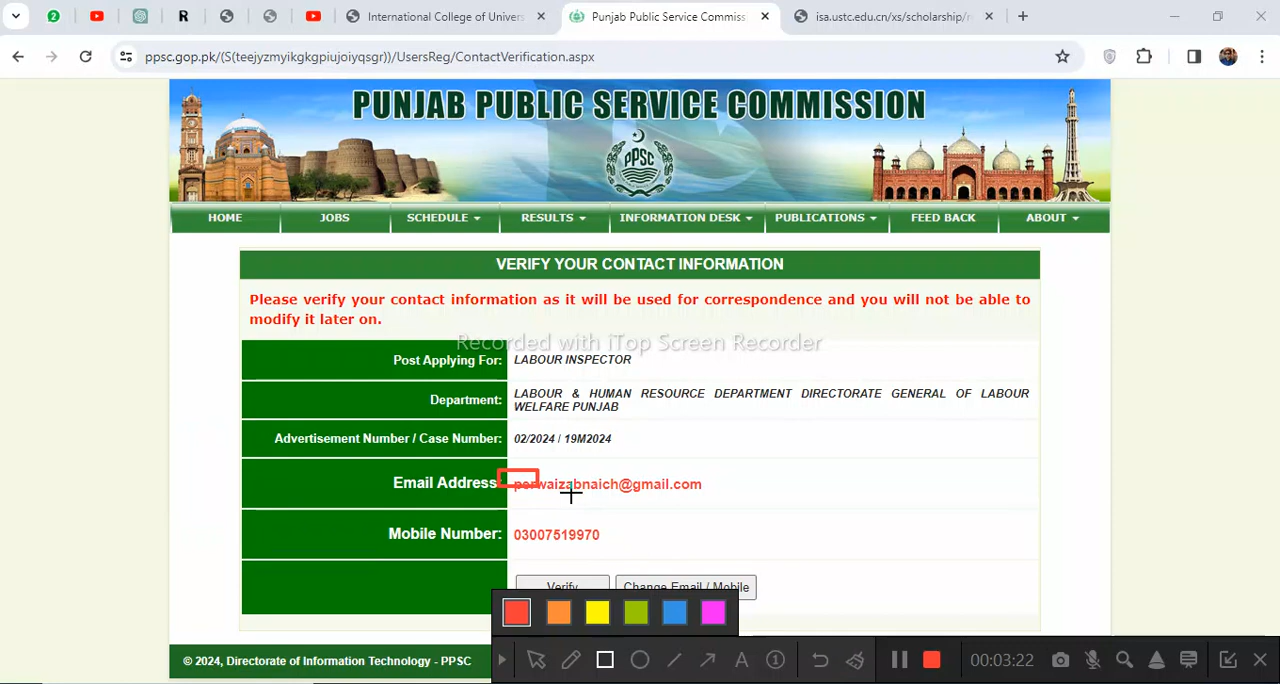 2
R
International College of Univers
Punjab Public Service Commiss
isa.ustc.edu.cn/xs/scholarship/r
ppsc.gop.pk/(S(teejyzmyikgkgpiujoiyqsgr))/UsersReg/ContactVerification.aspx
PUNJAB PUBLIC SERVICE COMMISSION
PPSC
HOME JOBS SCHEDULE RESULTS INFORMATION DESK PUBLICATIONS FEED BACK ABOUT
VERIFY YOUR CONTACT INFORMATION
Please verify your contact information as it will be used for correspondence and you will not be able to
modify it later on.
Recorded with iTop Screen Recorder
Post Applying For: LABOUR INSPECTOR
Department: LABOUR & HUMAN RESOURCE DEPARTMENT DIRECTORATE GENERAL OF LABOUR
WELFARE PUNJAB
Advertisement Number / Case Number: 02/2024 / 19M2024
Email Address: perwaizabnaich@gmail.com
Mobile Number: 03007519970
Verify Change Email / Mobile
© 2024, Directorate of Information Technology - PPSC
A 1 00:03:22